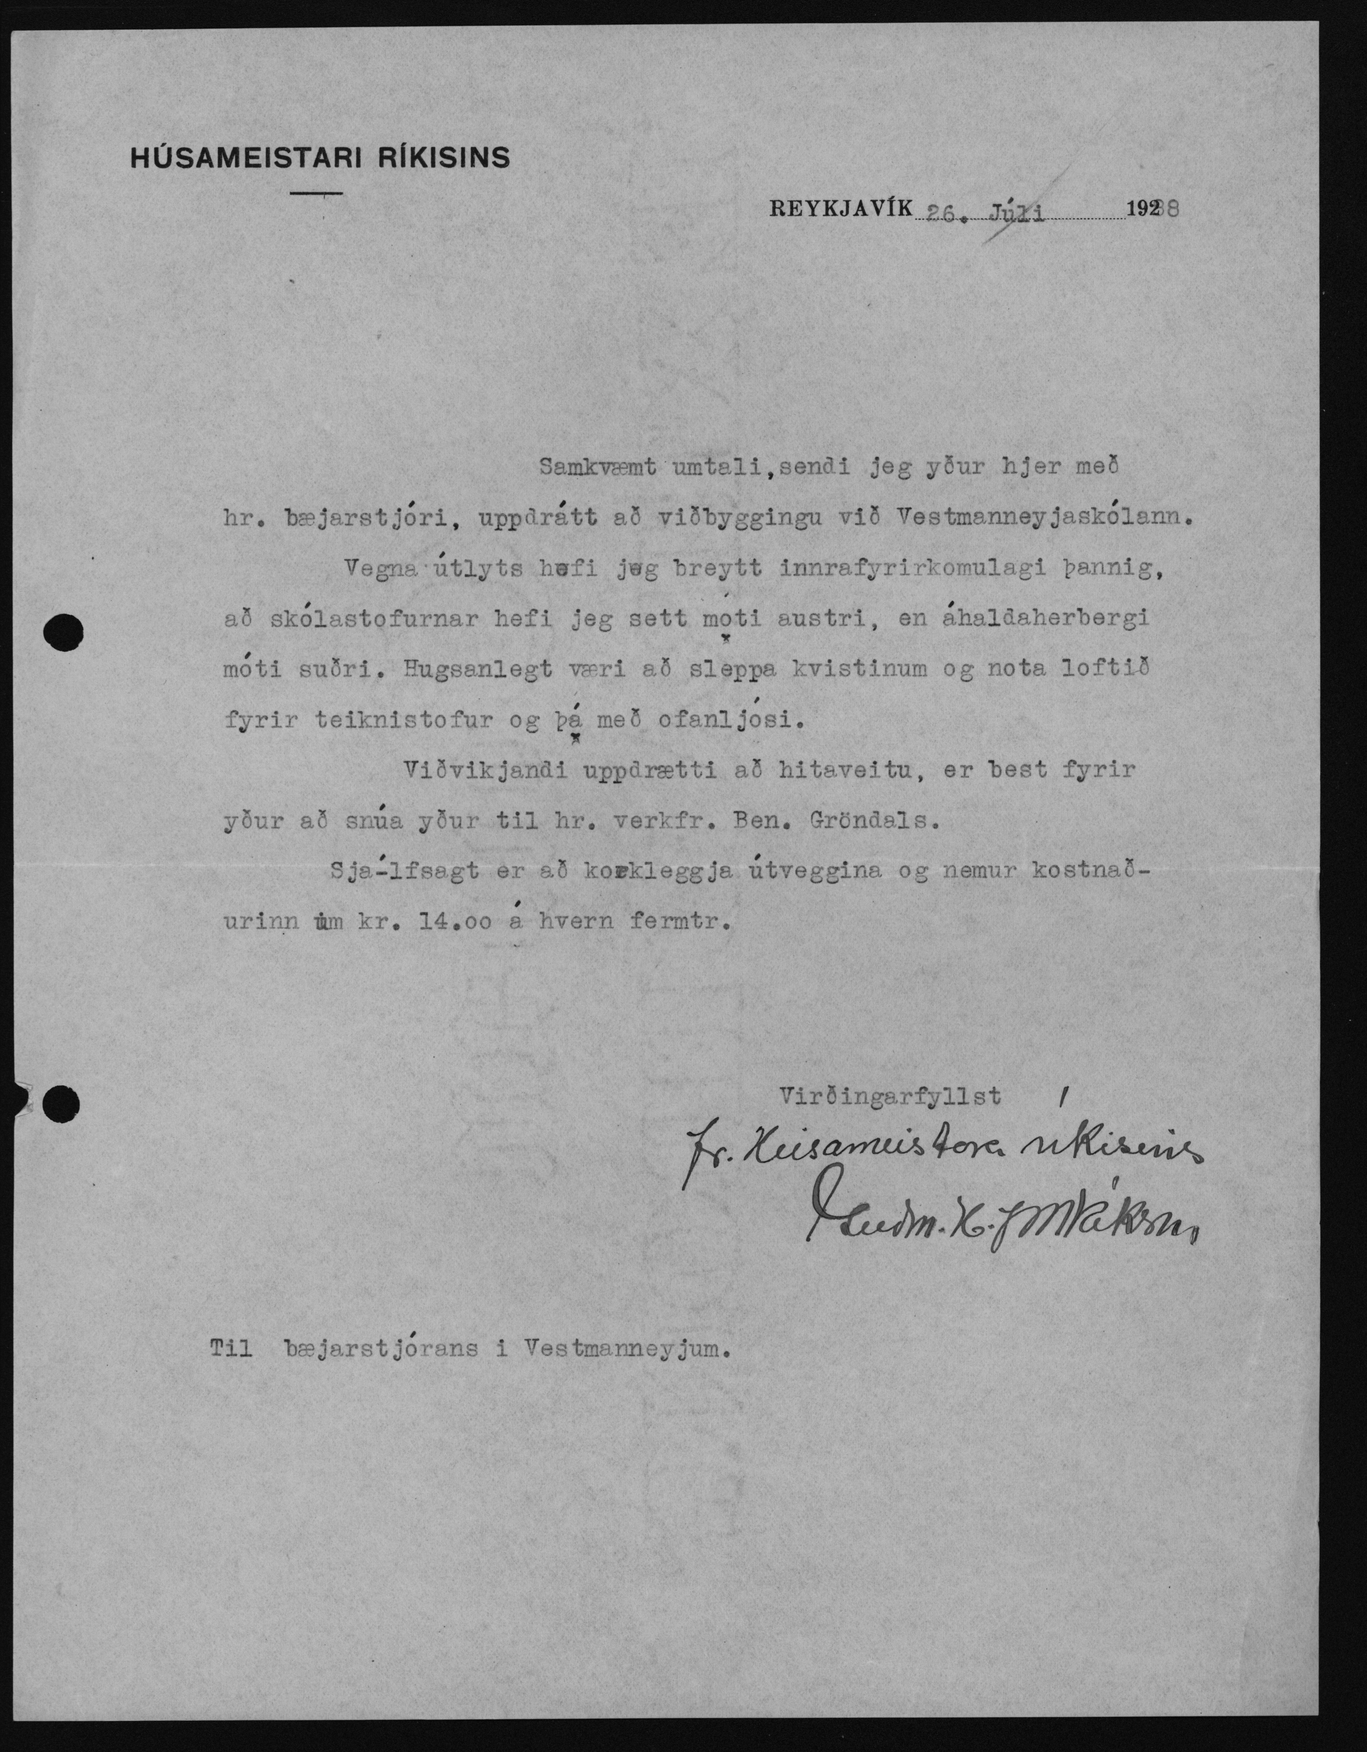 HÚSAMEISTARI RÍKISINS
REYKJAVÍK 26. Júli 1938
Samkvæmt umtali,sendi jeg yður hjer með
hr. bæjarstjóri, uppdrátt að viðbyggingu við Vestmanneyjaskólann.
Vegna útlyts hefi jeg breytt innrafyrirkomulagi þannig,
að skólastofurnar hefi jeg sett móti austri, en áhaldaherbergi
móti suðri. Hugsanlegt væri að sleppa kvistinum og nota loftið
fyrir teiknistofur og þá með ofanljósi.
Viðvikjandi uppdrætti að hitaveitu, er best fyrir
yður að snúa yður til hr. verkfr. Ben. Gröndals.
Sjá-lfsagt er að korkleggja útveggina og nemur kostnað-
urinn um kr. 14.oo á hvern fermtr.
Virðingarfyllst
fr. Húsameistara ríkisins
Til bæjarstjórans i Vestmanneyjum.